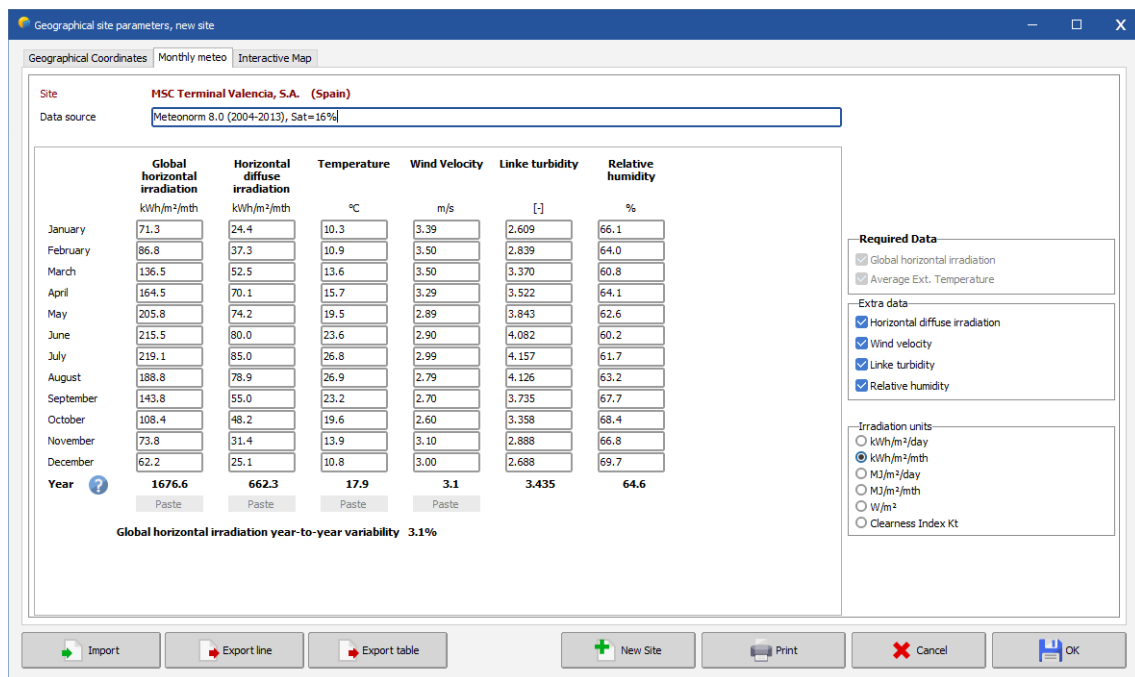 Geographical site parameters, new site
Geographical Coordinates Monthly meteo Interactive Map
Site MSC Terminal Valencia, S.A. (Spain)
Data source Meteonorm 8.0 (2004-2013), Sat=16%
Global horizontal irradiation Horizontal diffuse irradiation Temperature Wind Velocity Linke turbidity Relative humidity
kWh/m²/mth kWh/m²/mth °C m/s [-] %
January 71.3 24.4 10.3 3.39 2.609 66.1
February 86.8 37.3 10.9 3.50 2.839 64.0
March 136.5 52.5 13.6 3.50 3.370 60.8
April 164.5 70.1 15.7 3.29 3.522 64.1
May 205.8 74.2 19.5 2.89 3.843 62.6
June 215.5 80.0 23.6 2.90 4.082 60.2
July 219.1 85.0 26.8 2.99 4.157 61.7
August 188.8 78.9 26.9 2.79 4.126 63.2
September 143.8 55.0 23.2 2.70 3.735 67.7
October 108.4 48.2 19.6 2.60 3.358 68.4
November 73.8 31.4 13.9 3.10 2.888 66.8
December 62.2 25.1 10.8 3.00 2.688 69.7
Year ? 1676.6 662.3 17.9 3.1 3.435 64.6
Paste Paste Paste Paste
Global horizontal irradiation year-to-year variability 3.1%
Required Data
Global horizontal irradiation
Average Ext. Temperature
Extra data
Horizontal diffuse irradiation
Wind velocity
Linke turbidity
Relative humidity
Irradiation units
kWh/m²/day
kWh/m²/mth
MJ/m²/day
MJ/m²/mth
W/m²
Clearness Index Kt
Import Export line Export table New Site Print Cancel OK